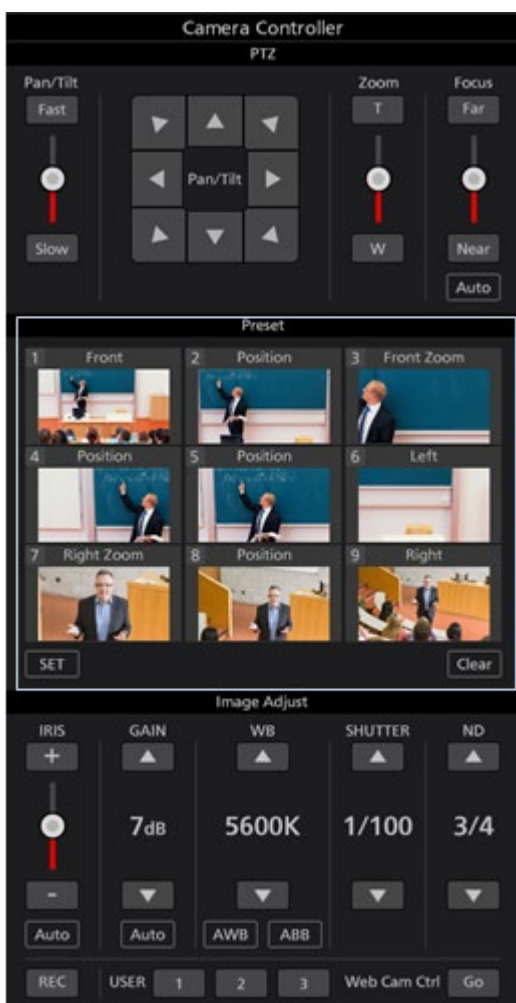 Camera Controller
PTZ
Pan/Tilt Zoom Focus
Fast T Far
Pan/Tilt
Slow W Near
Auto
Preset
1 Front 2 Position 3 Front Zoom
4 Position 5 Position 6 Left
7 Right Zoom 8 Position 9 Right
SET Clear
Image Adjust
IRIS GAIN WB SHUTTER ND
+
7dB 5600K 1/100 3/4
-
Auto Auto AWB ABB
REC USER 1 2 3 Web Cam Ctrl Go